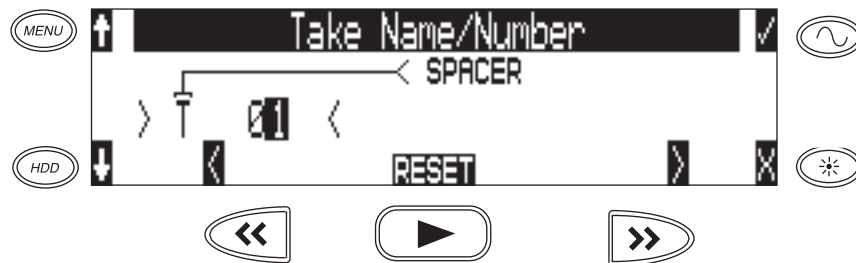 MENU
Take Name/Number
SPACER
> T 01 <
HDD
< RESET > X